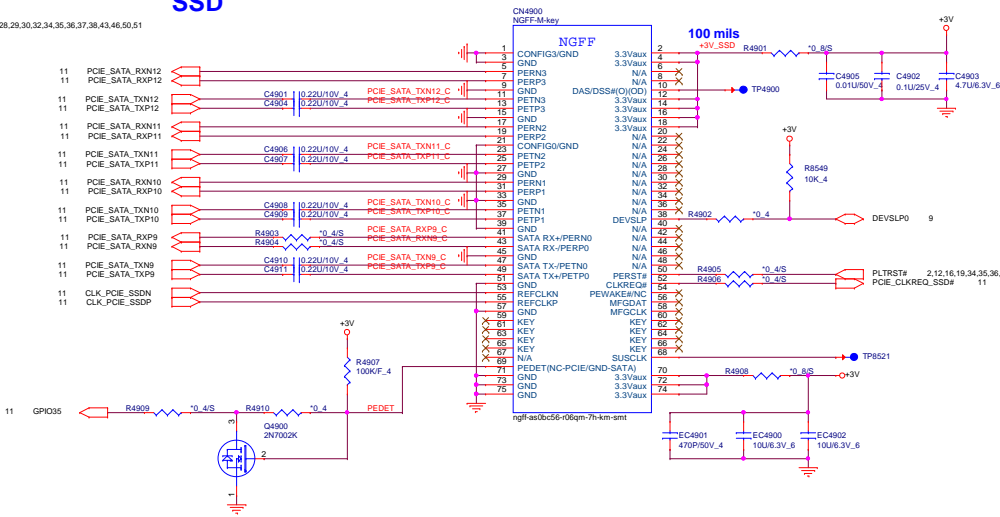 SSD
28,29,30,32,34,35,36,37,38,43,46,50,51
CN4900
NGFF-M-key
NGFF
100 mils
+3V_SSD
+3V
R4901 *0_8/S
C4905
0.01U/50V_4
C4902
0.1U/25V_4
C4903
4.7U/6.3V_6
1 CONFIG3/GND 3.3Vaux 2
3 GND 3.3Vaux 4
11 PCIE_SATA_RXN12 5 PERN3 N/A 6
11 PCIE_SATA_RXP12 7 PERP3 N/A 8
9 GND DAS/DSS#(O)(OD) 10 TP4900
11 PCIE_SATA_TXN12 C4901 0.22U/10V_4 PCIE_SATA_TXN12_C 11 PETN3 3.3Vaux 12
11 PCIE_SATA_TXP12 C4904 0.22U/10V_4 PCIE_SATA_TXP12_C 13 PETP3 3.3Vaux 14
15 GND 3.3Vaux 16
11 PCIE_SATA_RXN11 17 PERN2 3.3Vaux 18
11 PCIE_SATA_RXP11 19 PERP2 N/A 20
21 CONFIG0/GND N/A 22
11 PCIE_SATA_TXN11 C4906 0.22U/10V_4 PCIE_SATA_TXN11_C 23 PETN2 N/A 24
11 PCIE_SATA_TXP11 C4907 0.22U/10V_4 PCIE_SATA_TXP11_C 25 PETP2 N/A 26
27 GND N/A 28
11 PCIE_SATA_RXN10 29 PERN1 N/A 30
11 PCIE_SATA_RXP10 31 PERP1 N/A 32
33 GND N/A 34
11 PCIE_SATA_TXN10 C4908 0.22U/10V_4 PCIE_SATA_TXN10_C 35 PETN1 N/A 36
11 PCIE_SATA_TXP10 C4909 0.22U/10V_4 PCIE_SATA_TXP10_C 37 PETP1 DEVSLP 38 R4902 *0_4 DEVSLP0 9
+3V
R8549
10K_4
39 GND N/A 40
11 PCIE_SATA_RXP9 R4903 *0_4/S PCIE_SATA_RXP9_C 41 SATA RX+/PERN0 N/A 42
11 PCIE_SATA_RXN9 R4904 *0_4/S PCIE_SATA_RXN9_C 43 SATA RX-/PERP0 N/A 44
45 GND N/A 46
11 PCIE_SATA_TXN9 C4910 0.22U/10V_4 PCIE_SATA_TXN9_C 47 SATA TX-/PETN0 N/A 48
11 PCIE_SATA_TXP9 C4911 0.22U/10V_4 PCIE_SATA_TXP9_C 49 SATA TX+/PETP0 PERST# 50 R4905 *0_4/S PLTRST# 2,12,16,19,34,35,36,
51 GND CLKREQ# 52 R4906 *0_4/S PCIE_CLKREQ_SSD# 11
11 CLK_PCIE_SSDN 53 REFCLKN PEWAKE#/NC 54
11 CLK_PCIE_SSDP 55 REFCLKP MFGDAT 56
57 GND MFGCLK 58
59 KEY KEY 60
61 KEY KEY 62
63 KEY KEY 64
65 KEY KEY 66
67 N/A SUSCLK 68 TP8521
69 PEDET(NC-PCIE/GND-SATA)
71 GND 3.3Vaux 70 R4908 *0_8/S +3V
73 GND 3.3Vaux 72
75 GND 3.3Vaux 74
ngff-as0bc56-r06qm-7h-km-smt
+3V
R4907
100K/F_4
11 GPIO35 R4909 *0_4/S R4910 *0_4 PEDET
Q4900
2N7002K
3
2
1
EC4901
470P/50V_4
EC4900
10U/6.3V_6
EC4902
10U/6.3V_6